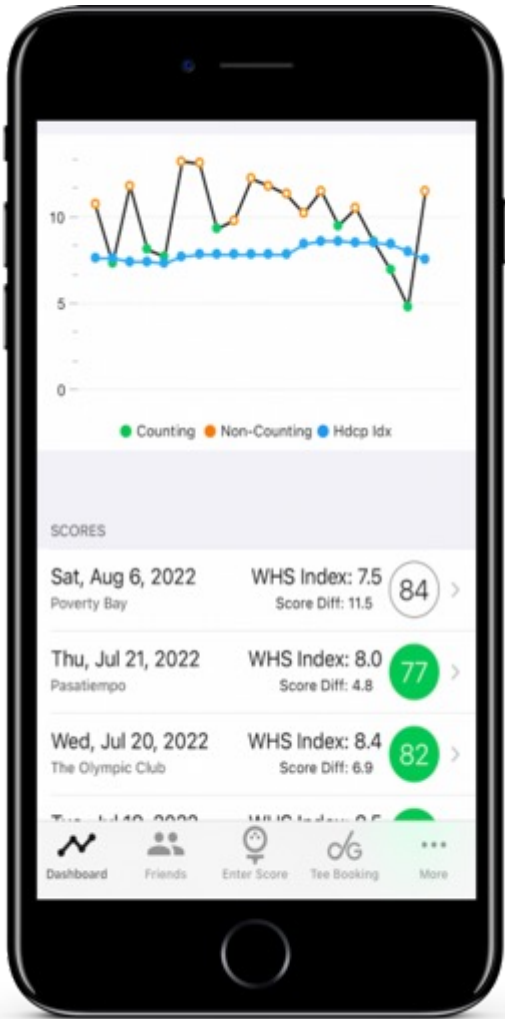 10
5
0
Counting Non-Counting Hdcp Idx
SCORES
Sat, Aug 6, 2022 WHS Index: 7.5 84
Poverty Bay Score Diff: 11.5
Thu, Jul 21, 2022 WHS Index: 8.0 77
Pasatiempo Score Diff: 4.8
Wed, Jul 20, 2022 WHS Index: 8.4 82
The Olympic Club Score Diff: 6.9
Dashboard Friends Enter Score Tee Booking More